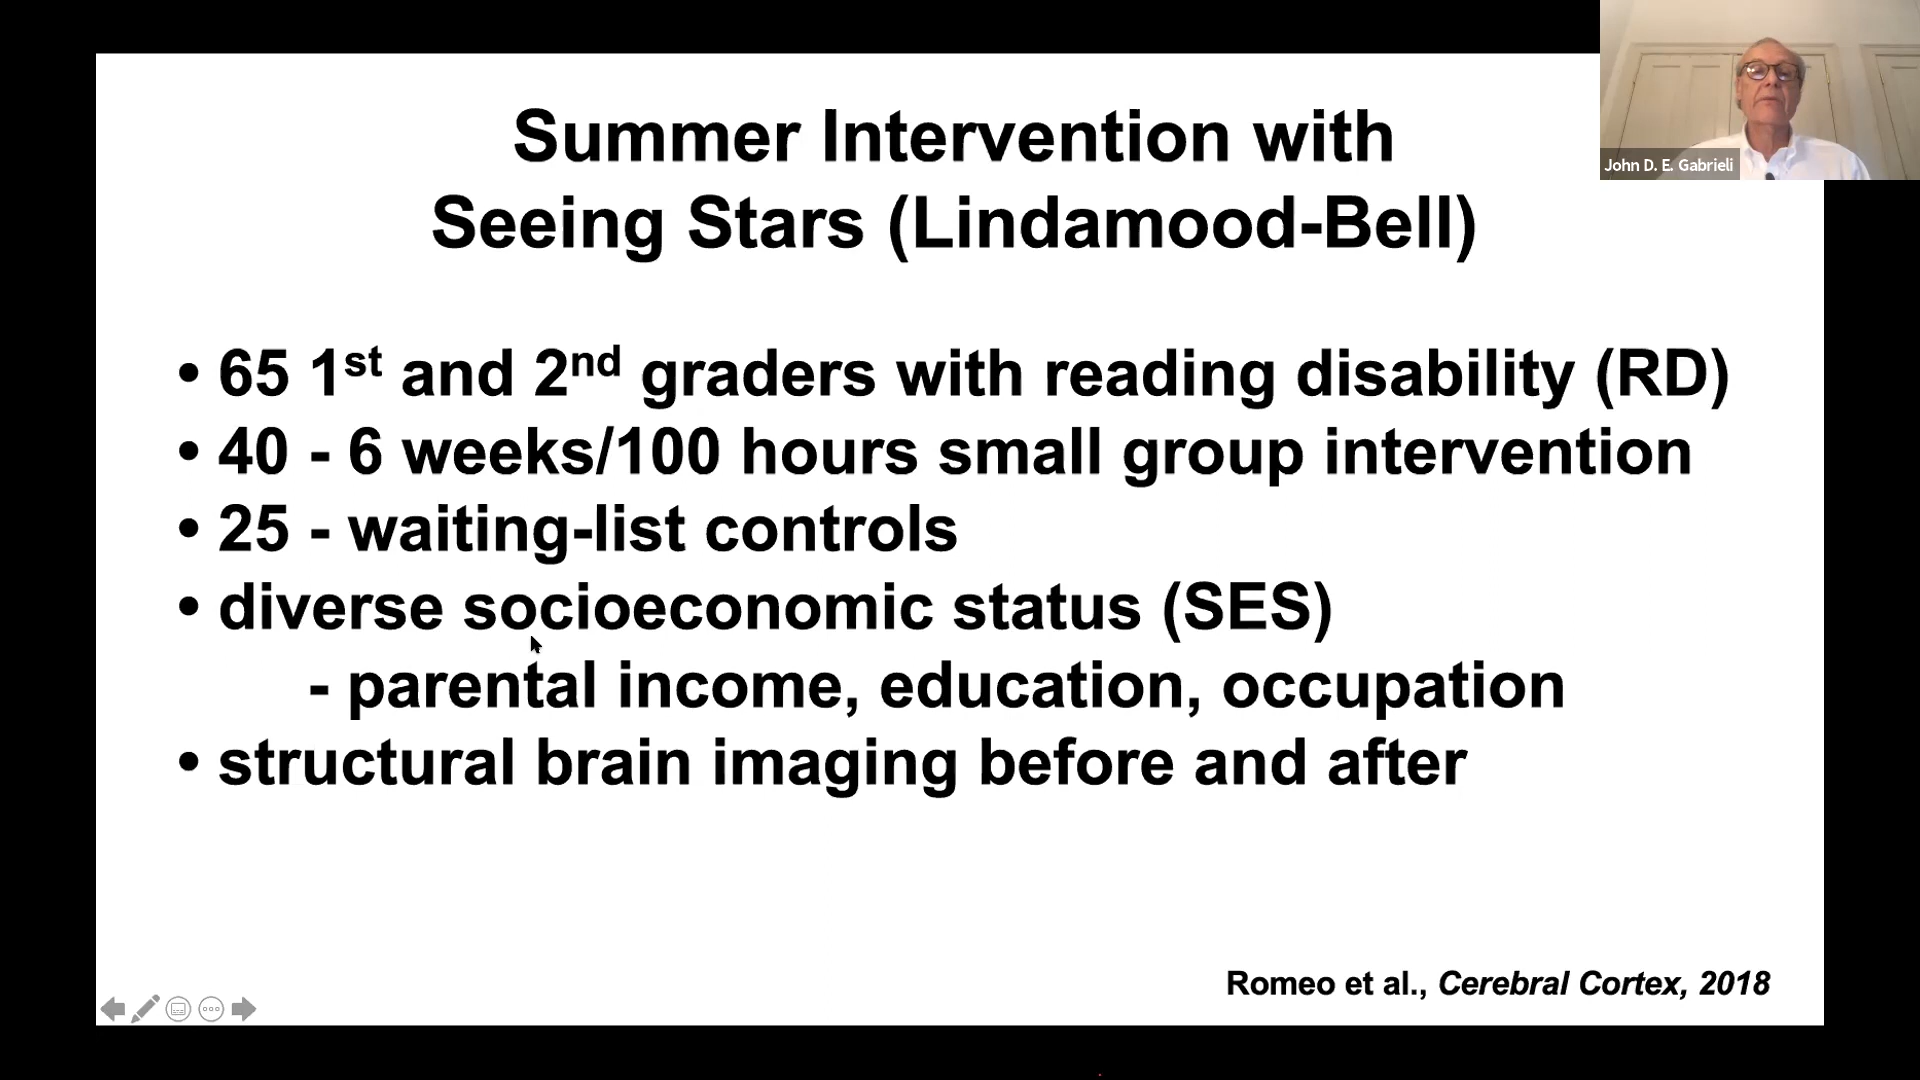 Summer Intervention with
Seeing Stars (Lindamood-Bell)
• 65 1st and 2nd graders with reading disability (RD)
• 40 - 6 weeks/100 hours small group intervention
• 25 - waiting-list controls
• diverse socioeconomic status (SES)
- parental income, education, occupation
• structural brain imaging before and after
Romeo et al., Cerebral Cortex, 2018
John D. E. Gabrieli